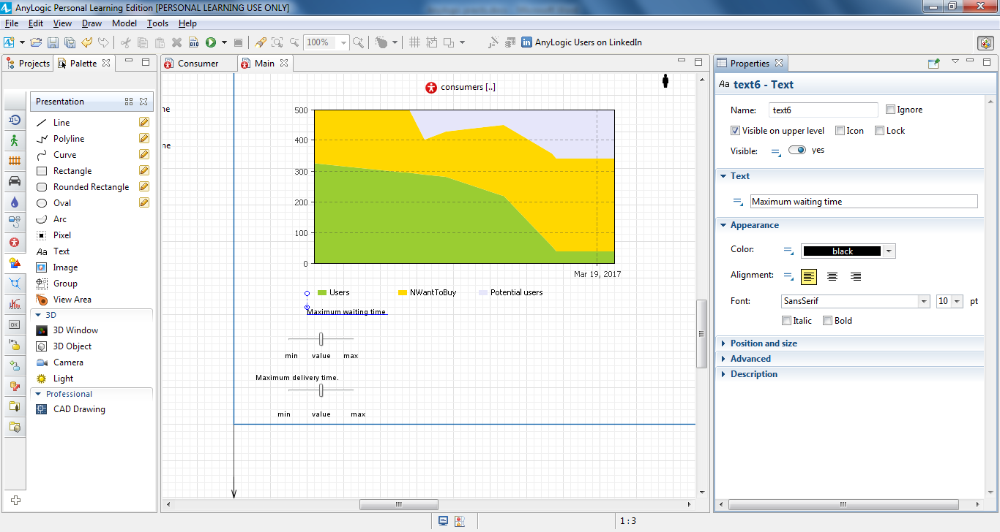 AnyLogic Personal Learning Edition [PERSONAL LEARNING USE ONLY]
File Edit View Draw Model Tools Help
100% AnyLogic Users on LinkedIn
Projects Palette
Presentation
Line
Polyline
Curve
Rectangle
Rounded Rectangle
Oval
Arc
Pixel
Aa Text
Image
Group
View Area
3D
3D Window
3D Object
Camera
Light
Professional
CAD Drawing
OK
Consumer Main
ne
ne
consumers [..]
500
400
300
200
100
0
Mar 19, 2017
Users NWantToBuy Potential users
Maximum waiting time
min value max
Maximum delivery time.
min value max
Properties
Aa text6 - Text
Name: text6 Ignore
Visible on upper level Icon Lock
Visible: yes
Text
Maximum waiting time
Appearance
Color: black
Alignment:
Font: SansSerif 10 pt
Italic Bold
Position and size
Advanced
Description
1 : 3